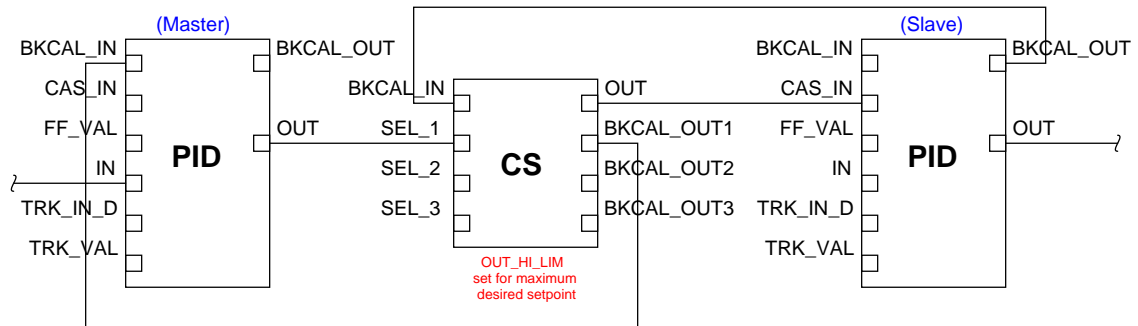 (Master)
BKCAL_IN
BKCAL_OUT
CAS_IN
FF_VAL
OUT
PID
IN
TRK_IN_D
TRK_VAL
BKCAL_IN
OUT
SEL_1
BKCAL_OUT1
CS
SEL_2
BKCAL_OUT2
SEL_3
BKCAL_OUT3
OUT_HI_LIM
set for maximum
desired setpoint
(Slave)
BKCAL_IN
BKCAL_OUT
CAS_IN
FF_VAL
OUT
PID
IN
TRK_IN_D
TRK_VAL